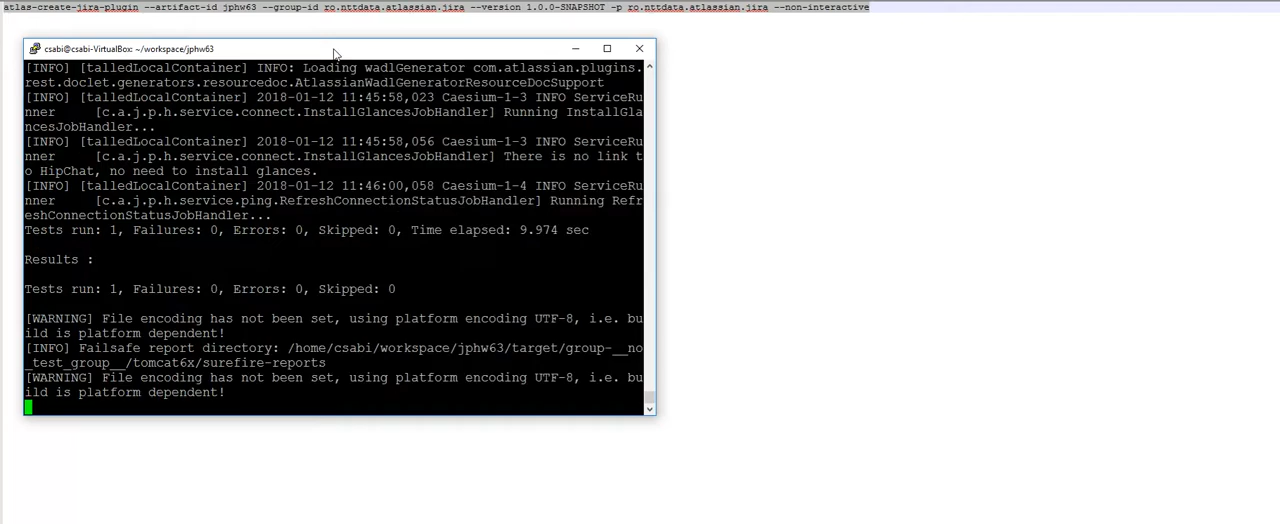 atlas-create-jira-plugin --artifact-id jphw63 --group-id ro.nttdata.atlassian.jira --version 1.0.0-SNAPSHOT -p ro.nttdata.atlassian.jira --non-interactive
csabi@csabi-VirtualBox: ~/workspace/jphw63
[INFO] [talledLocalContainer] INFO: Loading wadlGenerator com.atlassian.plugins.
rest.doclet.generators.resourcedoc.AtlassianWadlGeneratorResourceDocSupport
[INFO] [talledLocalContainer] 2018-01-12 11:45:58,023 Caesium-1-3 INFO ServiceRu
nner     [c.a.j.p.h.service.connect.InstallGlancesJobHandler] Running InstallGla
ncesJobHandler...
[INFO] [talledLocalContainer] 2018-01-12 11:45:58,056 Caesium-1-3 INFO ServiceRu
nner     [c.a.j.p.h.service.connect.InstallGlancesJobHandler] There is no link t
o HipChat, no need to install glances.
[INFO] [talledLocalContainer] 2018-01-12 11:46:00,058 Caesium-1-4 INFO ServiceRu
nner     [c.a.j.p.h.service.ping.RefreshConnectionStatusJobHandler] Running Refr
eshConnectionStatusJobHandler...
Tests run: 1, Failures: 0, Errors: 0, Skipped: 0, Time elapsed: 9.974 sec
Results :
Tests run: 1, Failures: 0, Errors: 0, Skipped: 0
[WARNING] File encoding has not been set, using platform encoding UTF-8, i.e. bu
ild is platform dependent!
[INFO] Failsafe report directory: /home/csabi/workspace/jphw63/target/group-__no
_test_group__/tomcat6x/surefire-reports
[WARNING] File encoding has not been set, using platform encoding UTF-8, i.e. bu
ild is platform dependent!